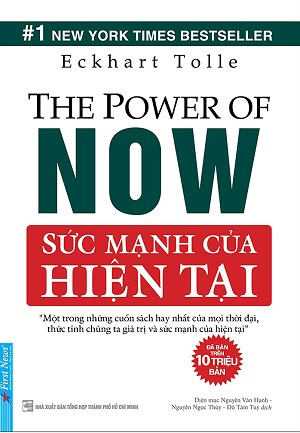 #1 NEW YORK TIMES BESTSELLER
Eckhart Tolle
THE POWER OF
NOW
SỨC MẠNH CỦA
HIỆN TẠI
"Một trong những cuốn sách hay nhất của mọi thời đại,
thức tỉnh chúng ta giá trị và sức mạnh của hiện tại"
ĐÃ BÁN
TRÊN
10 TRIỆU
BẢN
First News
NHÀ XUẤT BẢN TỔNG HỢP THÀNH PHỐ HỒ CHÍ MINH
Diệu mục Nguyễn Văn Hạnh -
Nguyễn Ngọc Thúy - Đỗ Tâm Tuy dịch